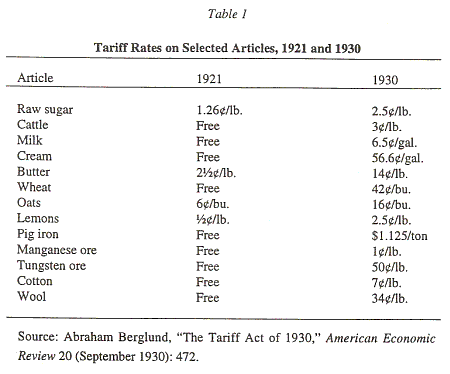 Table 1
Tariff Rates on Selected Articles, 1921 and 1930
Article 1921 1930
Raw sugar 1.26¢/lb. 2.5¢/lb.
Cattle Free 3¢/lb.
Milk Free 6.5¢/gal.
Cream Free 56.6¢/gal.
Butter 2½¢/lb. 14¢/lb.
Wheat Free 42¢/bu.
Oats 6¢/bu. 16¢/bu.
Lemons ½¢/lb. 2.5¢/lb.
Pig iron Free $1.125/ton
Manganese ore Free 1¢/lb.
Tungsten ore Free 50¢/lb.
Cotton Free 7¢/lb.
Wool Free 34¢/lb.
Source: Abraham Berglund, “The Tariff Act of 1930,” American Economic
Review 20 (September 1930): 472.